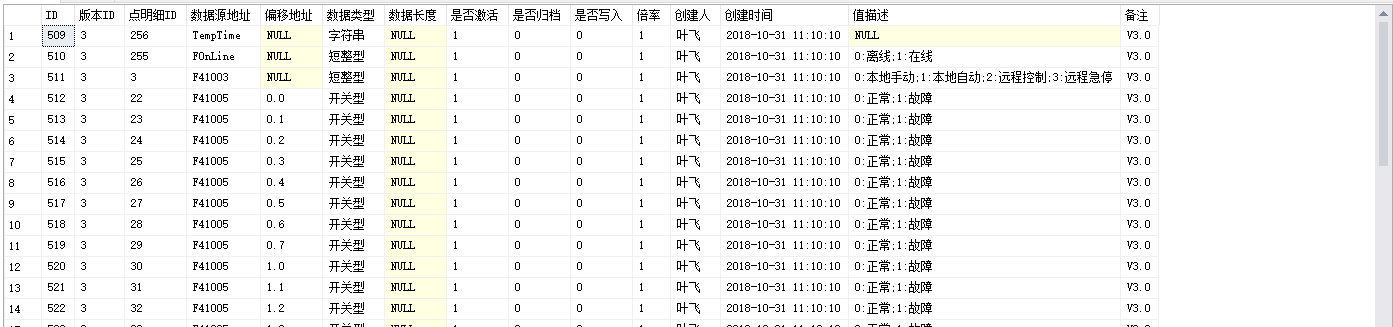 ID 版本ID 点明细ID 数据源地址 偏移地址 数据类型 数据长度 是否激活 是否归档 是否写入 倍率 创建人 创建时间 值描述 备注
1 509 3 256 TempTime NULL 字符串 NULL 1 0 0 1 叶飞 2018-10-31 11:10:10 NULL V3.0
2 510 3 255 FOnLine NULL 短整型 NULL 1 0 0 1 叶飞 2018-10-31 11:10:10 0:离线;1:在线 V3.0
3 511 3 3 F41003 NULL 短整型 NULL 1 0 0 1 叶飞 2018-10-31 11:10:10 0:本地手动;1:本地自动;2:远程控制;3:远程急停 V3.0
4 512 3 22 F41005 0.0 开关型 NULL 1 0 0 1 叶飞 2018-10-31 11:10:10 0:正常;1:故障 V3.0
5 513 3 23 F41005 0.1 开关型 NULL 1 0 0 1 叶飞 2018-10-31 11:10:10 0:正常;1:故障 V3.0
6 514 3 24 F41005 0.2 开关型 NULL 1 0 0 1 叶飞 2018-10-31 11:10:10 0:正常;1:故障 V3.0
7 515 3 25 F41005 0.3 开关型 NULL 1 0 0 1 叶飞 2018-10-31 11:10:10 0:正常;1:故障 V3.0
8 516 3 26 F41005 0.4 开关型 NULL 1 0 0 1 叶飞 2018-10-31 11:10:10 0:正常;1:故障 V3.0
9 517 3 27 F41005 0.5 开关型 NULL 1 0 0 1 叶飞 2018-10-31 11:10:10 0:正常;1:故障 V3.0
10 518 3 28 F41005 0.6 开关型 NULL 1 0 0 1 叶飞 2018-10-31 11:10:10 0:正常;1:故障 V3.0
11 519 3 29 F41005 0.7 开关型 NULL 1 0 0 1 叶飞 2018-10-31 11:10:10 0:正常;1:故障 V3.0
12 520 3 30 F41005 1.0 开关型 NULL 1 0 0 1 叶飞 2018-10-31 11:10:10 0:正常;1:故障 V3.0
13 521 3 31 F41005 1.1 开关型 NULL 1 0 0 1 叶飞 2018-10-31 11:10:10 0:正常;1:故障 V3.0
14 522 3 32 F41005 1.2 开关型 NULL 1 0 0 1 叶飞 2018-10-31 11:10:10 0:正常;1:故障 V3.0